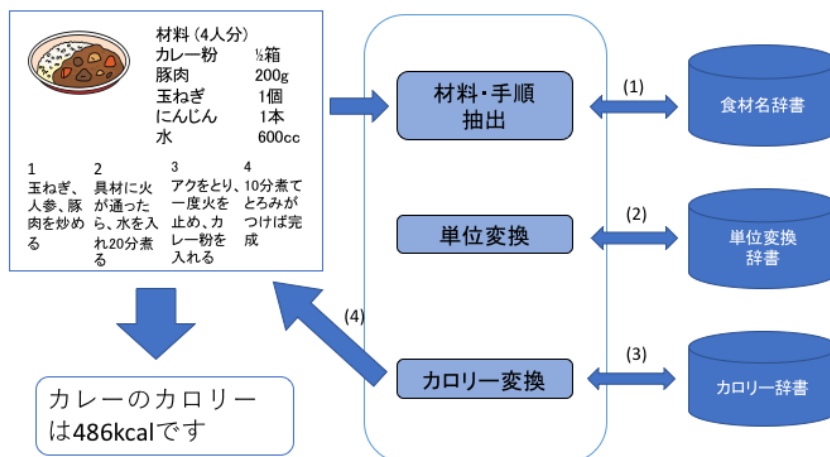 材料(4人分)
カレー粉 ½箱
豚肉 200g
玉ねぎ 1個
にんじん 1本
水 600cc
1
玉ねぎ、
人参、豚
肉を炒め
る
2
具材に火
が通った
ら、水を入
れ20分煮
る
3
アクをとり、
一度火を
止め、カ
レー粉を
入れる
4
10分煮て
とろみが
つけば完
成
カレーのカロリー
は486kcalです
材料・手順
抽出
(1)
食材名辞書
単位変換
(2)
単位変換
辞書
カロリー変換
(3)
カロリー辞書
(4)